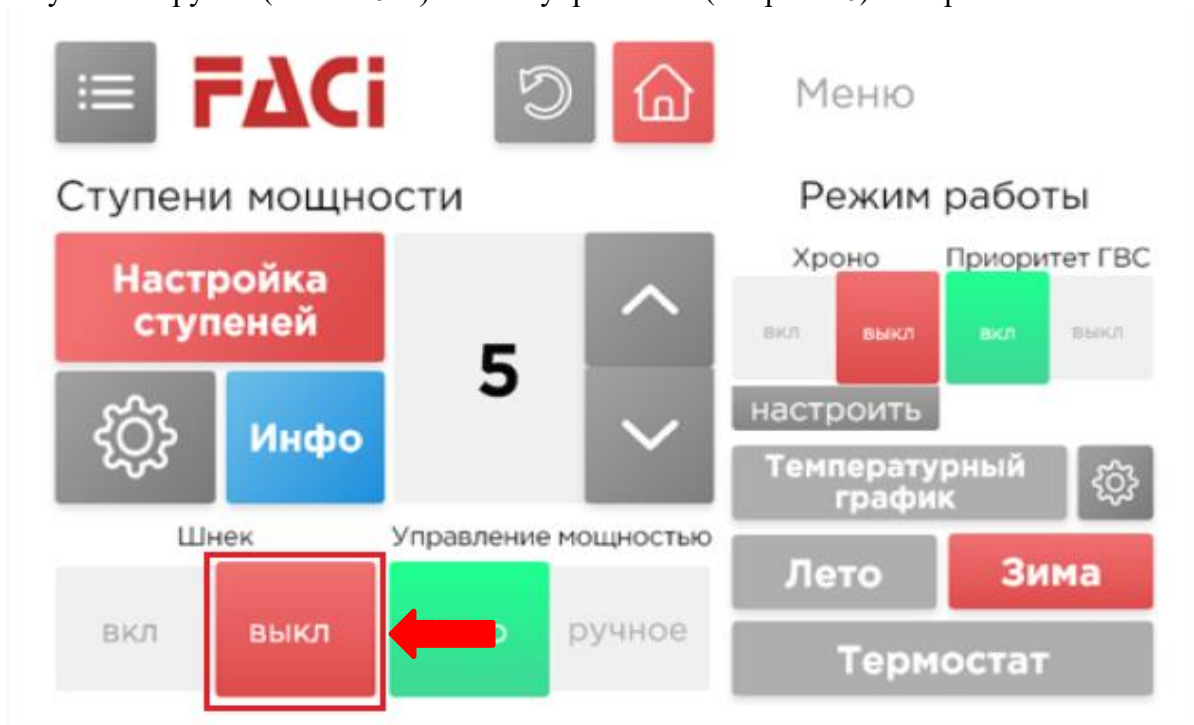 FACi
Меню
Ступени мощности
Режим работы
Настройка
ступеней
5
Хроно
Приоритет ГВС
вкл
выкл
вкл
выкл
настроить
Инфо
Температурный
график
Шнек
Управление мощностью
Лето
Зима
вкл
выкл
ручное
Термостат